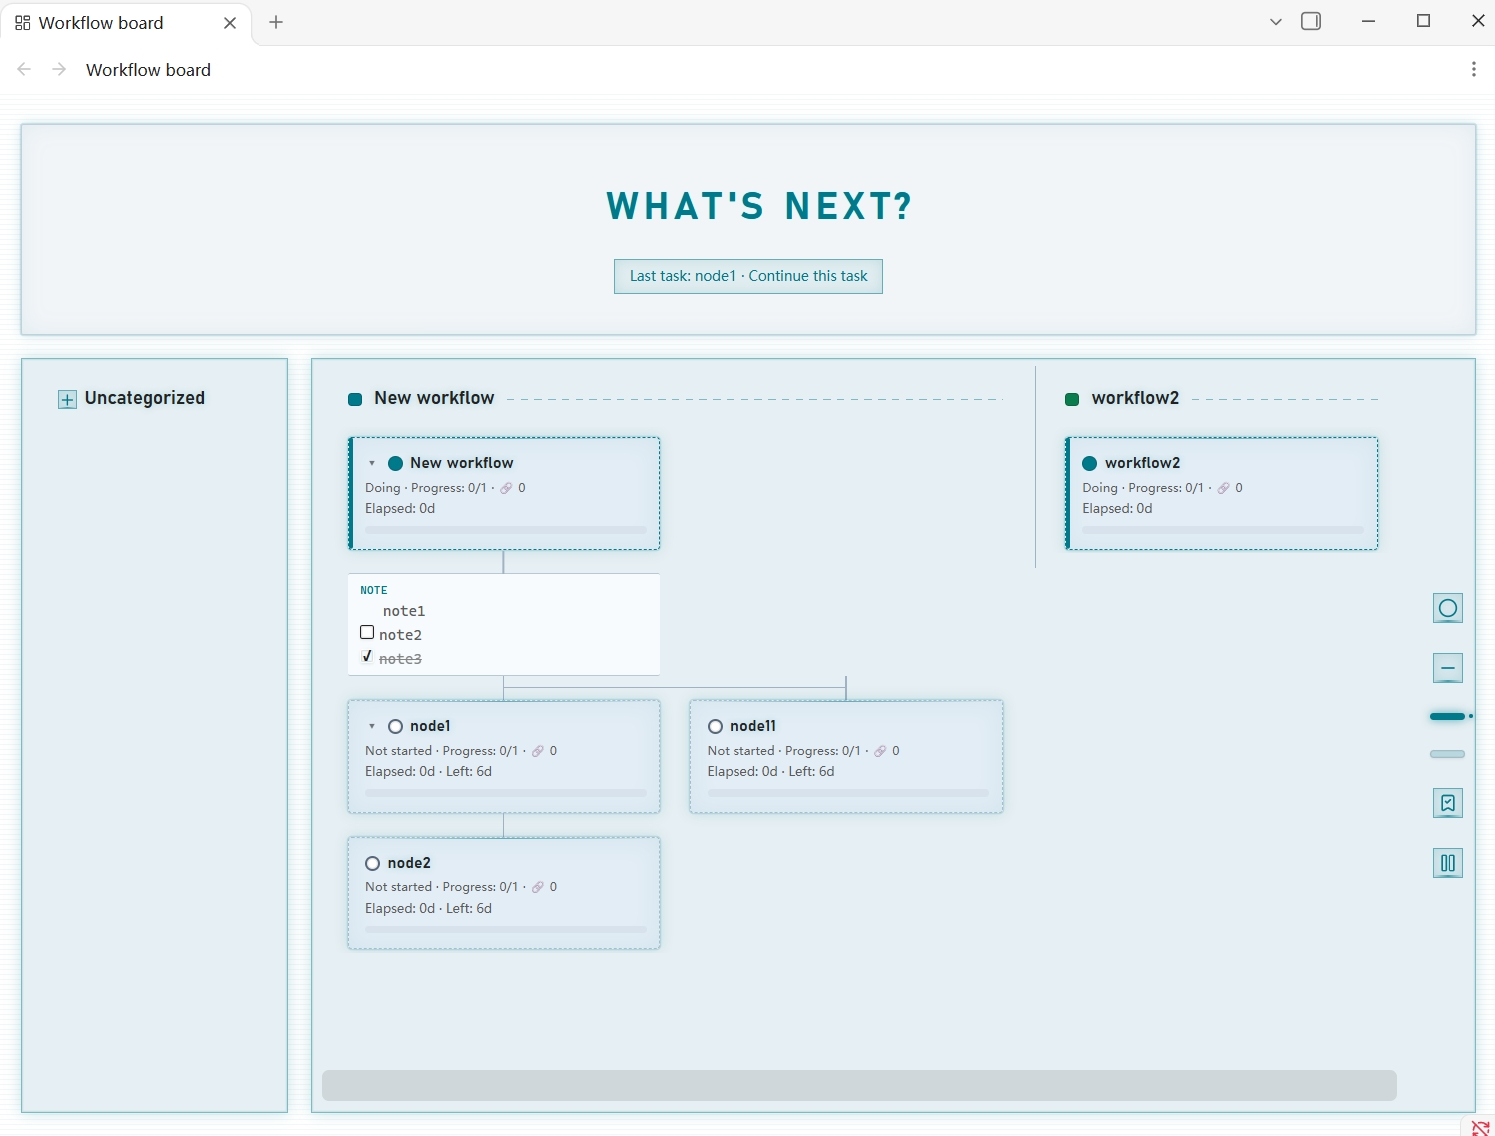 Workflow board
Workflow board
WHAT'S NEXT?
Last task: node1 · Continue this task
Uncategorized
New workflow
New workflow
Doing · Progress: 0/1 · 🔗 0
Elapsed: 0d
NOTE
note1
note2
note3
node1
Not started · Progress: 0/1 · 🔗 0
Elapsed: 0d · Left: 6d
node11
Not started · Progress: 0/1 · 🔗 0
Elapsed: 0d · Left: 6d
node2
Not started · Progress: 0/1 · 🔗 0
Elapsed: 0d · Left: 6d
workflow2
workflow2
Doing · Progress: 0/1 · 🔗 0
Elapsed: 0d